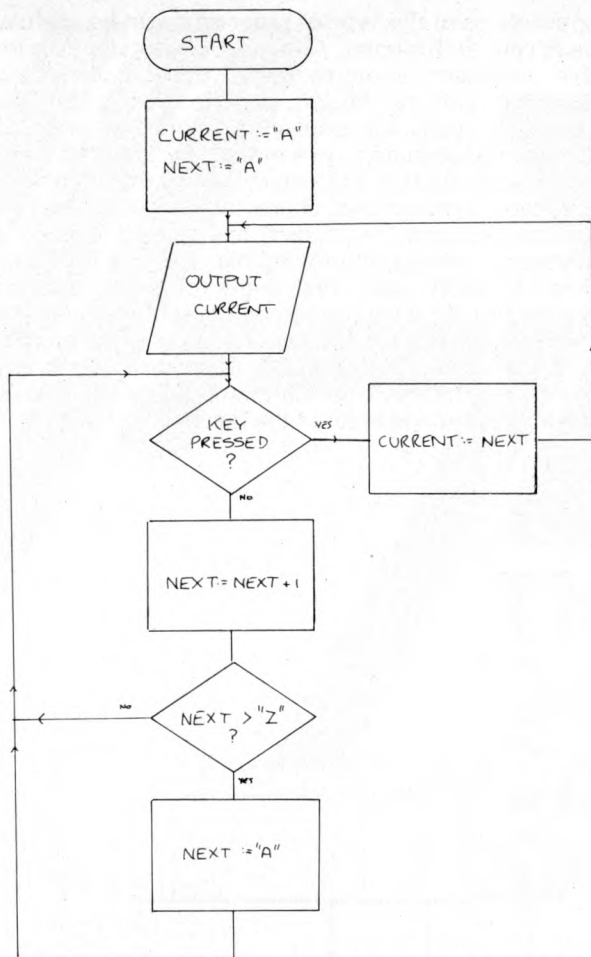 START
CURRENT :="A"
NEXT :="A"
OUTPUT
CURRENT
KEY
PRESSED
?
YES
CURRENT := NEXT
NO
NEXT := NEXT + 1
NEXT > "Z"
?
NO
YES
NEXT := "A"